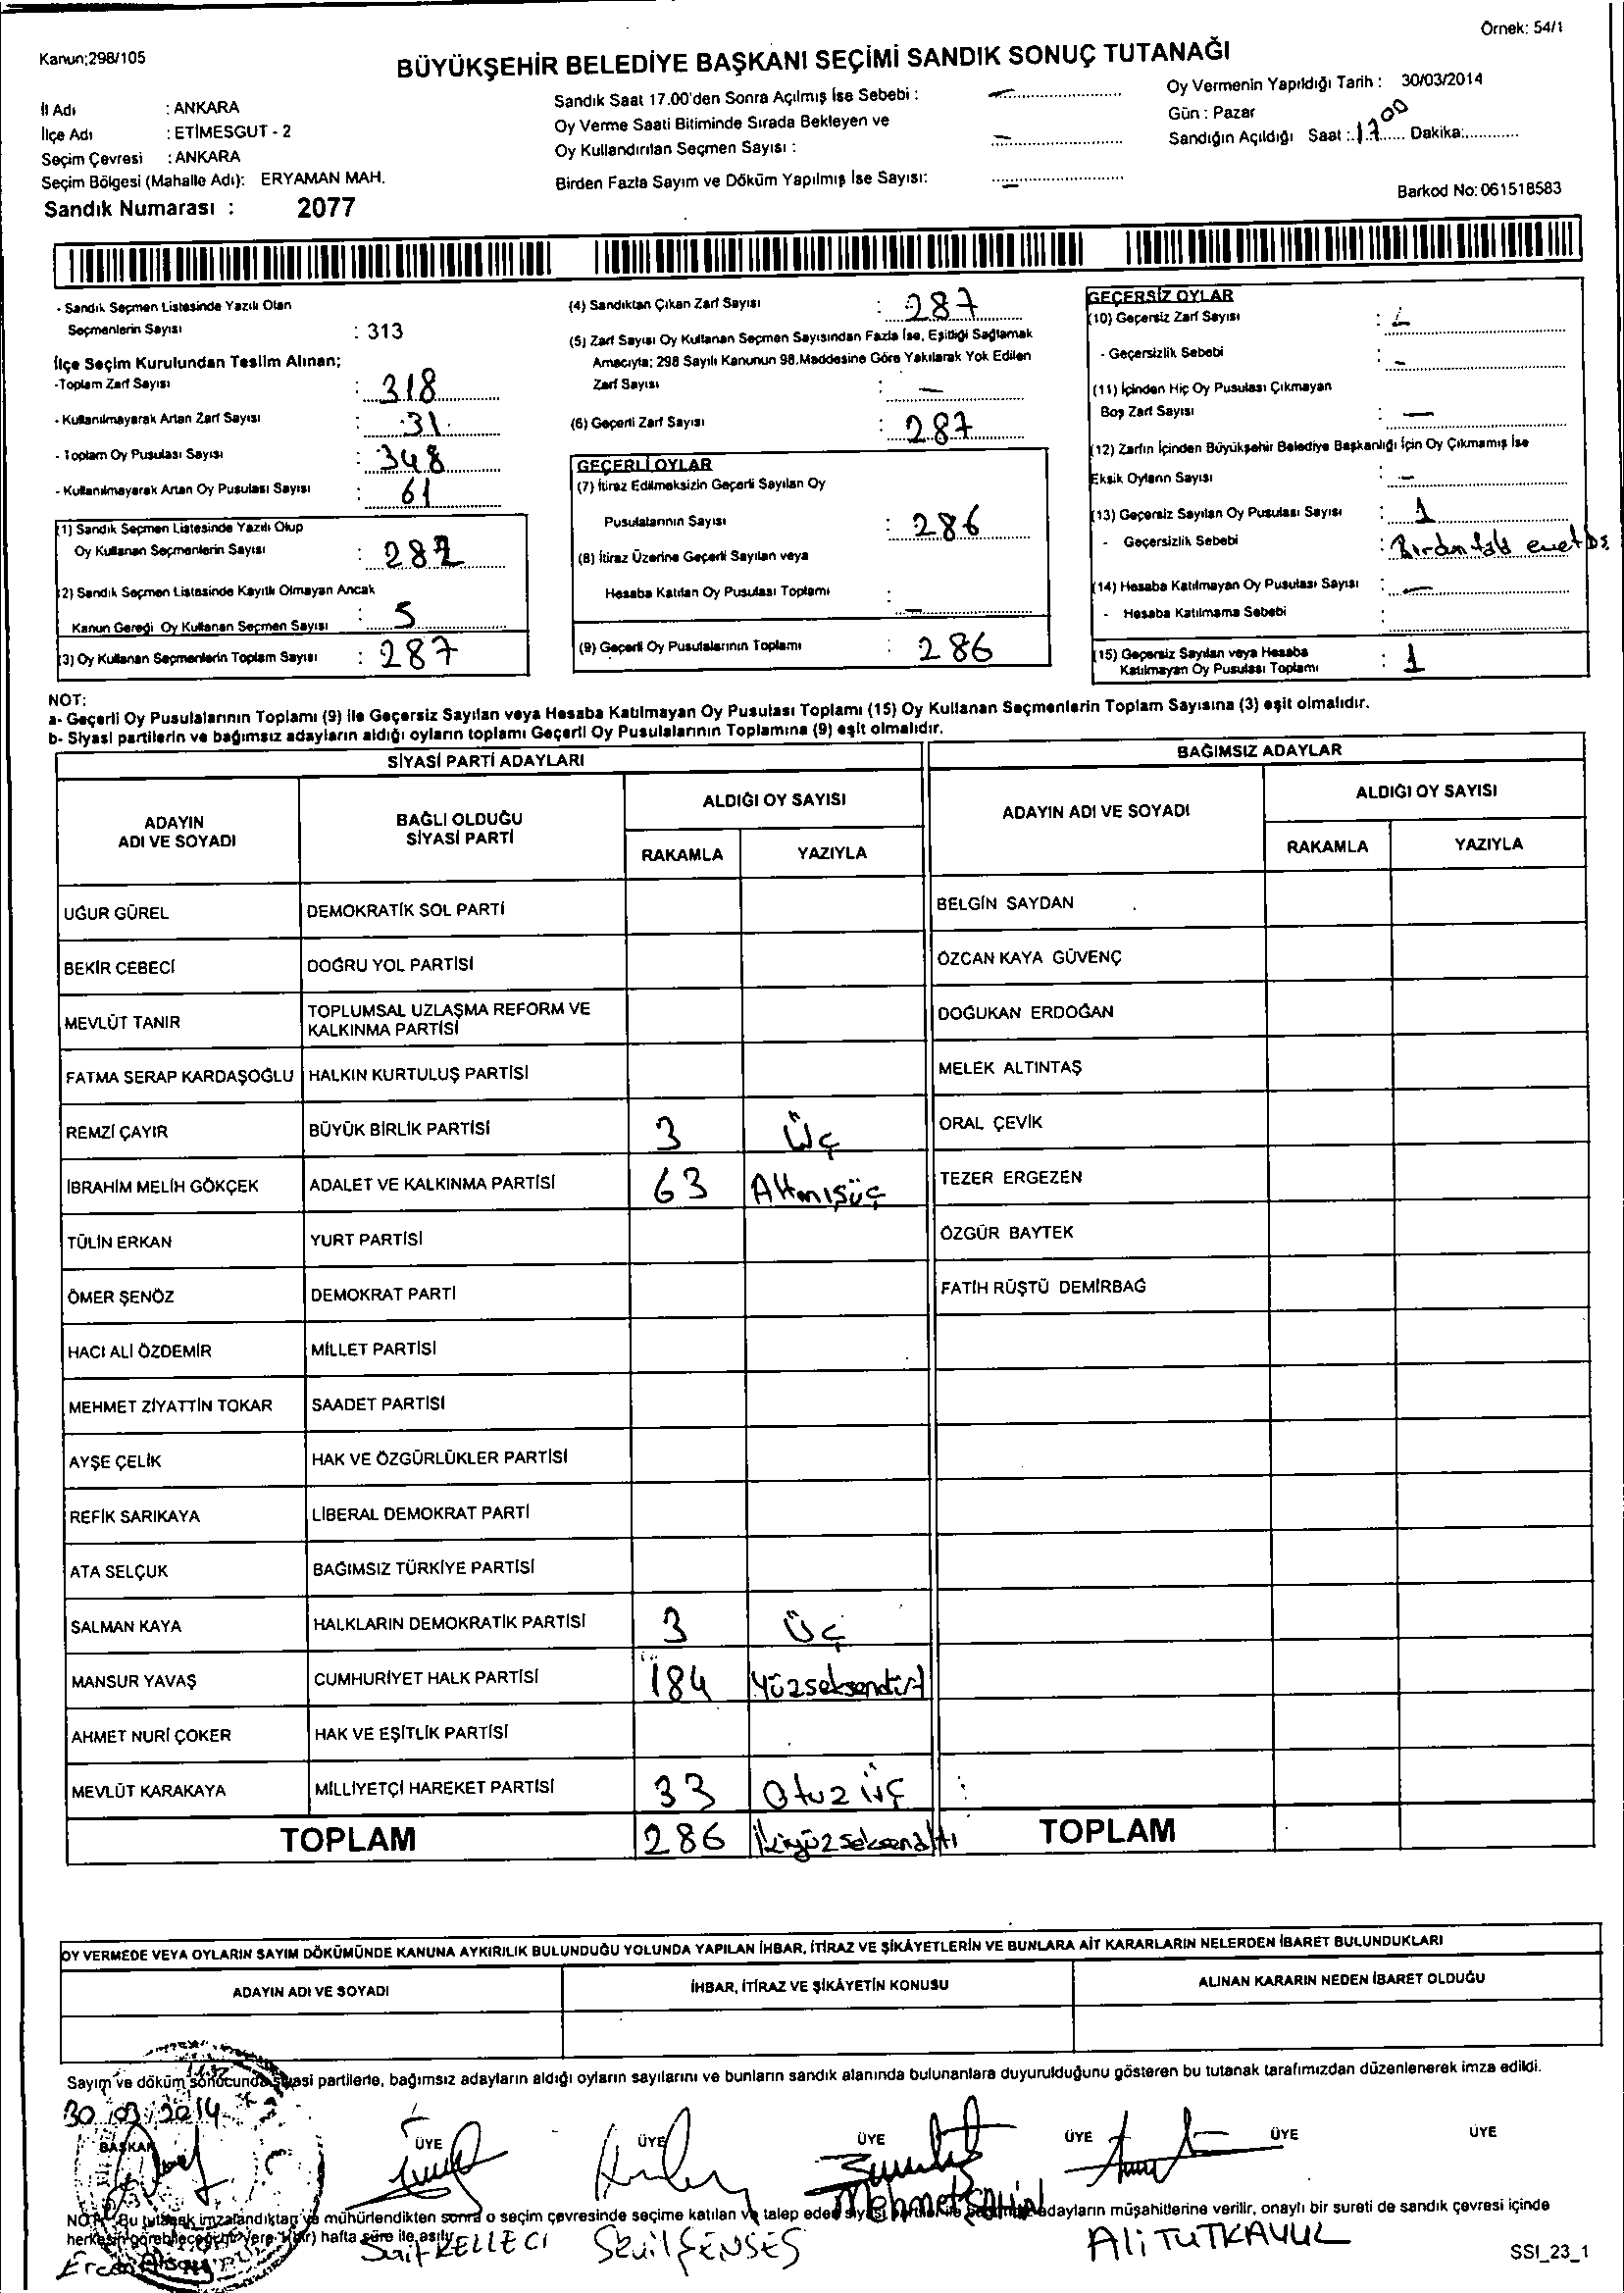 Örnek: 54/1
Kanun;298/105
BÜYÜKŞEHİR BELEDİYE BAŞKANI SEÇİMİ SANDIK SONUÇ TUTANAĞI
İl Adı : ANKARA
İlçe Adı : ETİMESGUT - 2
Seçim Çevresi : ANKARA
Seçim Bölgesi (Mahalle Adı): ERYAMAN MAH.
Sandık Numarası : 2077
Sandık Saat 17.00'den Sonra Açılmış İse Sebebi : –
Oy Verme Saati Bitiminde Sırada Bekleyen ve
Oy Kullandırılan Seçmen Sayısı : –
Birden Fazla Sayım ve Döküm Yapılmış İse Sayısı: –
Oy Vermenin Yapıldığı Tarih : 30/03/2014
Gün : Pazar
Sandığın Açıldığı Saat :..1700..... Dakika:............
Barkod No: 061518583
- Sandık Seçmen Listesinde Yazılı Olan
Seçmenlerin Sayısı : 313
İlçe Seçim Kurulundan Teslim Alınan;
-Toplam Zarf Sayısı : 318
- Kullanılmayarak Artan Zarf Sayısı : 31
- Toplam Oy Pusulası Sayısı : 348
- Kullanılmayarak Artan Oy Pusulası Sayısı : 61
(1) Sandık Seçmen Listesinde Yazılı Olup
Oy Kullanan Seçmenlerin Sayısı : 282
(2) Sandık Seçmen Listesinde Kayıtlı Olmayan Ancak
Kanun Gereği Oy Kullanan Seçmen Sayısı : 5
(3) Oy Kullanan Seçmenlerin Toplam Sayısı : 287
(4) Sandıktan Çıkan Zarf Sayısı : 287
(5) Zarf Sayısı Oy Kullanan Seçmen Sayısından Fazla İse, Eşitliği Sağlamak
Amacıyla; 298 Sayılı Kanunun 98.Maddesine Göre Yakılarak Yok Edilen
Zarf Sayısı : –
(6) Geçerli Zarf Sayısı : 287
GEÇERLİ OYLAR
(7) İtiraz Edilmeksizin Geçerli Sayılan Oy
Pusulalarının Sayısı : 286
(8) İtiraz Üzerine Geçerli Sayılan veya
Hesaba Katılan Oy Pusulası Toplamı : –
(9) Geçerli Oy Pusulalarının Toplamı : 286
GEÇERSİZ OYLAR
(10) Geçersiz Zarf Sayısı : –
- Geçersizlik Sebebi : –
(11) İçinden Hiç Oy Pusulası Çıkmayan
Boş Zarf Sayısı : –
(12) Zarfın İçinden Büyükşehir Belediye Başkanlığı İçin Oy Çıkmamış İse
Eksik Oyların Sayısı : –
(13) Geçersiz Sayılan Oy Pusulası Sayısı : 1
- Geçersizlik Sebebi : Birden
(14) Hesaba Katılmayan Oy Pusulası Sayısı : –
- Hesaba Katılmama Sebebi :
(15) Geçersiz Sayılan veya Hesaba
Katılmayan Oy Pusulası Toplamı : 1
NOT:
a- Geçerli Oy Pusulalarının Toplamı (9) ile Geçersiz Sayılan veya Hesaba Katılmayan Oy Pusulası Toplamı (15) Oy Kullanan Seçmenlerin Toplam Sayısına (3) eşit olmalıdır.
b- Siyasi partilerin ve bağımsız adayların aldığı oyların toplamı Geçerli Oy Pusulalarının Toplamına (9) eşit olmalıdır.
SİYASİ PARTİ ADAYLARI
BAĞIMSIZ ADAYLAR
ADAYIN
ADI VE SOYADI
BAĞLI OLDUĞU
SİYASİ PARTİ
ALDIĞI OY SAYISI
RAKAMLA YAZIYLA
ADAYIN ADI VE SOYADI
ALDIĞI OY SAYISI
RAKAMLA YAZIYLA
UĞUR GÜREL DEMOKRATİK SOL PARTİ BELGİN SAYDAN
BEKİR CEBECİ DOĞRU YOL PARTİSİ ÖZCAN KAYA GÜVENÇ
MEVLÜT TANIR TOPLUMSAL UZLAŞMA REFORM VE
KALKINMA PARTİSİ DOĞUKAN ERDOĞAN
FATMA SERAP KARDAŞOĞLU HALKIN KURTULUŞ PARTİSİ MELEK ALTINTAŞ
REMZİ ÇAYIR BÜYÜK BİRLİK PARTİSİ 3 Üç ORAL ÇEVİK
İBRAHİM MELİH GÖKÇEK ADALET VE KALKINMA PARTİSİ 63 Altmışüç TEZER ERGEZEN
TÜLİN ERKAN YURT PARTİSİ ÖZGÜR BAYTEK
ÖMER ŞENÖZ DEMOKRAT PARTİ FATİH RÜŞTÜ DEMİRBAĞ
HACI ALİ ÖZDEMİR MİLLET PARTİSİ
MEHMET ZİYATTİN TOKAR SAADET PARTİSİ
AYŞE ÇELİK HAK VE ÖZGÜRLÜKLER PARTİSİ
REFİK SARIKAYA LİBERAL DEMOKRAT PARTİ
ATA SELÇUK BAĞIMSIZ TÜRKİYE PARTİSİ
SALMAN KAYA HALKLARIN DEMOKRATİK PARTİSİ 3 Üç
MANSUR YAVAŞ CUMHURİYET HALK PARTİSİ 184 Yüzseksendört
AHMET NURİ ÇOKER HAK VE EŞİTLİK PARTİSİ
MEVLÜT KARAKAYA MİLLİYETÇİ HAREKET PARTİSİ 33 Otuzüç
TOPLAM 286 İkiyüzseksenaltı TOPLAM
OY VERMEDE VEYA OYLARIN SAYIM DÖKÜMÜNDE KANUNA AYKIRILIK BULUNDUĞU YOLUNDA YAPILAN İHBAR, İTİRAZ VE ŞİKÂYETLERİN VE BUNLARA AİT KARARLARIN NELERDEN İBARET BULUNDUKLARI
ADAYIN ADI VE SOYADI İHBAR, İTİRAZ VE ŞİKÂYETİN KONUSU ALINAN KARARIN NEDEN İBARET OLDUĞU
Sayım ve döküm sonucunda siyasi partilerle, bağımsız adayların aldığı oyların sayılarını ve bunların sandık alanında bulunanlara duyurulduğunu gösteren bu tutanak tarafımızdan düzenlenerek imza edildi.
30 03 2014
BAŞKAN ÜYE ÜYE ÜYE ÜYE ÜYE ÜYE
NOT: Bu tutanak imzalandıktan ve mühürlendikten sonra o seçim çevresinde seçime katılan ve talep eden siyasi adayların müşahitlerine verilir, onaylı bir sureti de sandık çevresi içinde
herkesin görebileceği bir yere 1 (bir) hafta süre ile asılır.
Mehmet ŞAHİN
Sait KELLECİ Sevil ŞENSES Ali TUTKAVUL
SSI_23_1